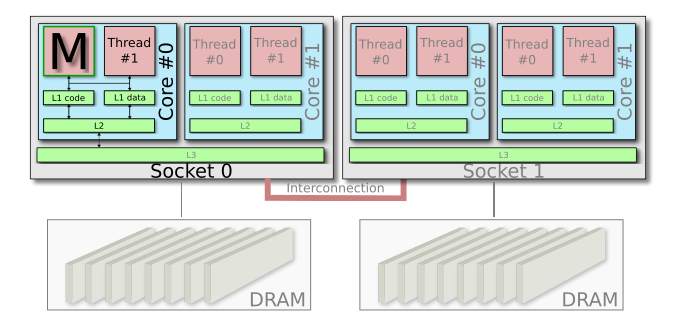 M
Thread
#1
L1 code
L1 data
L2
Core #0
Thread
#0
Thread
#1
L1 code
L1 data
L2
Core #1
L3
Socket 0
Thread
#0
Thread
#1
L1 code
L1 data
L2
Core #0
Thread
#0
Thread
#1
L1 code
L1 data
L2
Core #1
L3
Socket 1
Interconnection
DRAM
DRAM